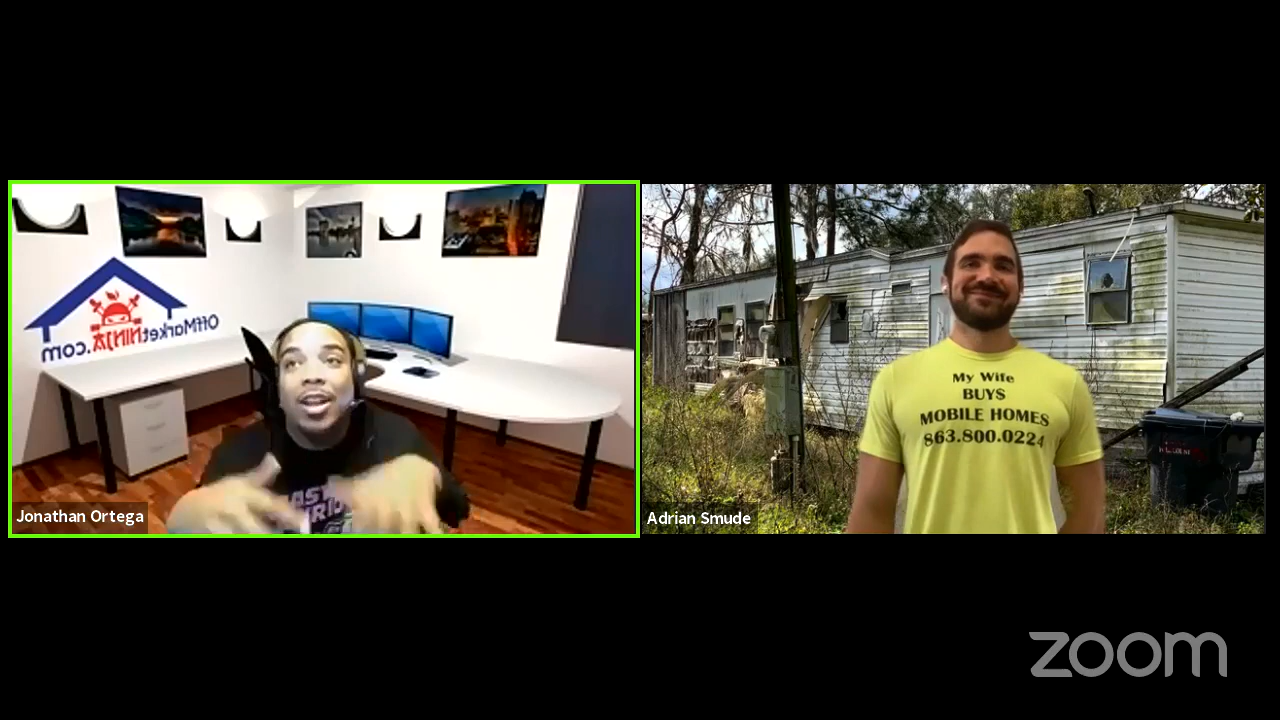 OffMarketNINJA
.com
Jonathan Ortega
My Wife
BUYS
MOBILE HOMES
863.800.0224
Adrian Smude
zoom